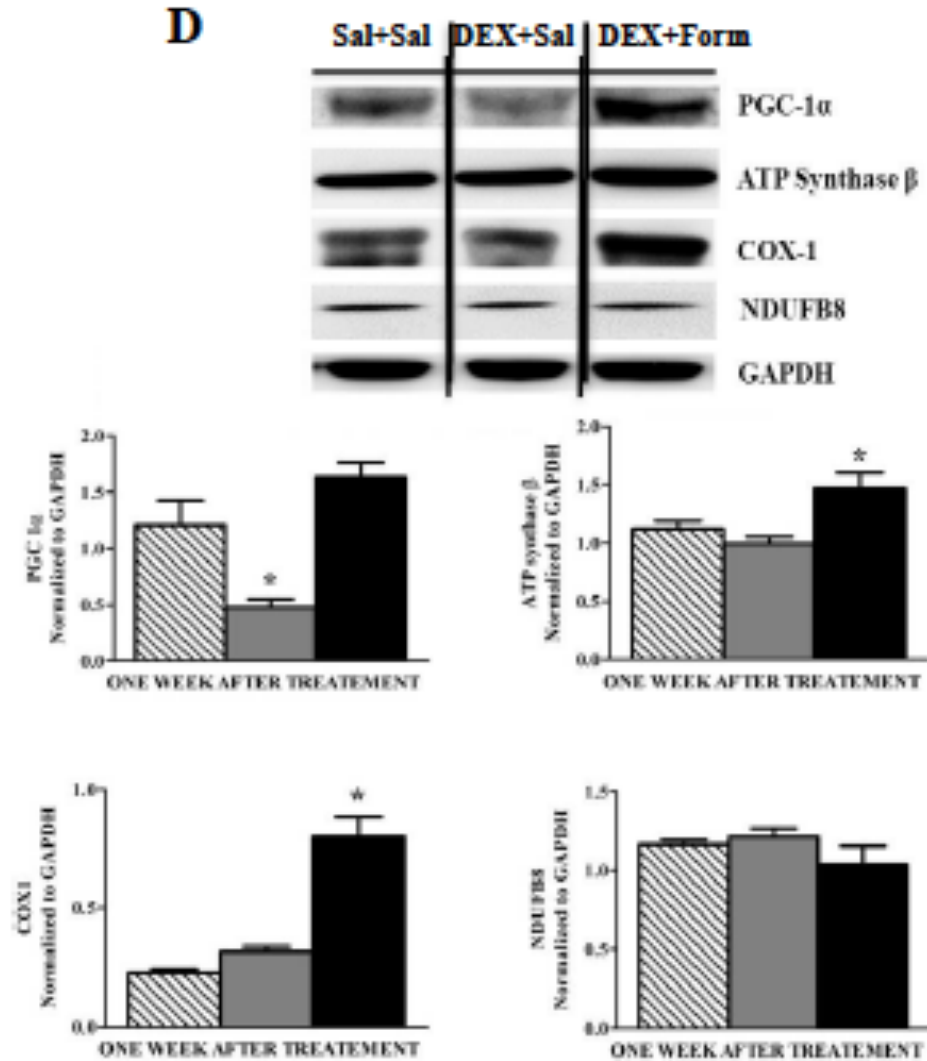 D
Sal+Sal DEX+Sal DEX+Form
PGC-1α
ATP Synthase β
COX-1
NDUFB8
GAPDH
PGC 1α
Normalized to GAPDH
2.0
1.5
1.0
0.5
0.0
*
ONE WEEK AFTER TREATEMENT
ATP synthase β
Normalized to GAPDH
2.0
1.5
1.0
0.5
0.0
*
ONE WEEK AFTER TREATEMENT
COX1
Normalized to GAPDH
1.0
0.5
0.0
*
ONE WEEK AFTER TREATEMENT
NDUFB8
Normalized to GAPDH
1.5
1.0
0.5
0.0
ONE WEEK AFTER TREATEMENT